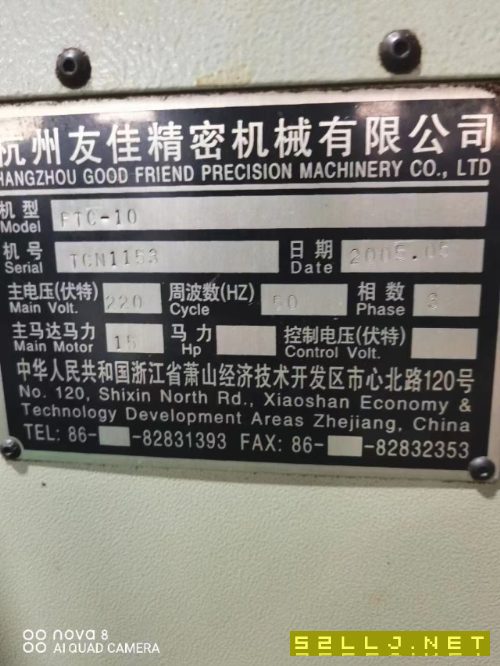 杭州友佳精密机械有限公司
HANGZHOU GOOD FRIEND PRECISION MACHINERY CO., LTD
机型 Model FTC-10
机号 Serial TCN1153 日期 Date 2005.05
主电压(伏特) Main Volt. 220 周波数(HZ) Cycle 50 相数 Phase 3
主马达马力 Main Motor 15 马力 Hp 控制电压(伏特) Control Volt.
中华人民共和国浙江省萧山经济技术开发区市心北路120号
No. 120, Shixin North Rd., Xiaoshan Economy &
Technology Development Areas Zhejiang, China
TEL: 86- -82831393 FAX: 86- -82832353
nova 8
AI QUAD CAMERA
52LLJ.NET